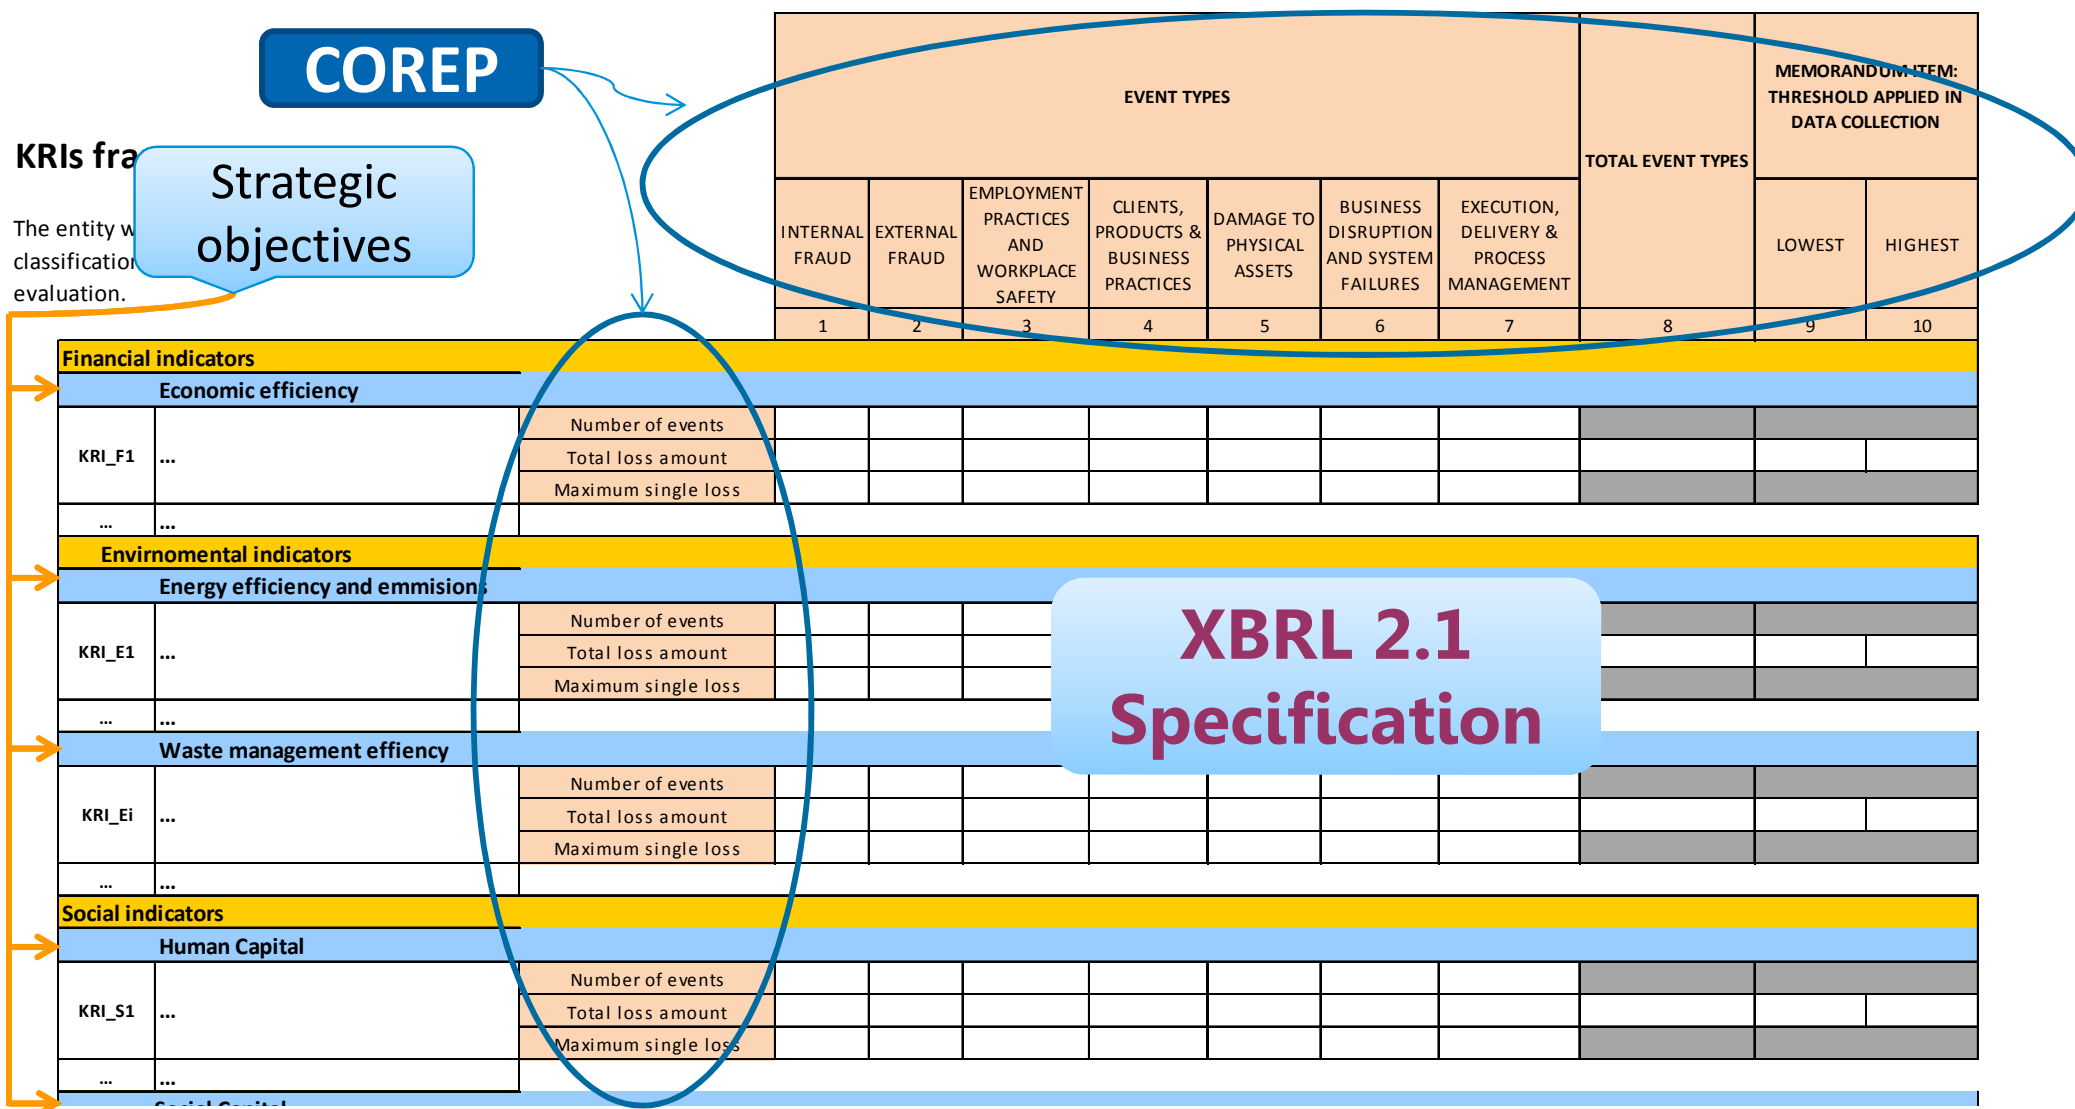 COREP
EVENT TYPES
TOTAL EVENT TYPES
MEMORANDUM ITEM:
THRESHOLD APPLIED IN
DATA COLLECTION
KRIs
Strategic
objectives
The entity
classification
evaluation.
INTERNAL
FRAUD
EXTERNAL
FRAUD
EMPLOYMENT
PRACTICES
AND
WORKPLACE
SAFETY
CLIENTS,
PRODUCTS &
BUSINESS
PRACTICES
DAMAGE TO
PHYSICAL
ASSETS
BUSINESS
DISRUPTION
AND SYSTEM
FAILURES
EXECUTION,
DELIVERY &
PROCESS
MANAGEMENT
LOWEST
HIGHEST
1 2 3 4 5 6 7 8 9 10
Financial indicators
Economic efficiency
Number of events
KRI_F1 ... Total loss amount
Maximum single loss
... ...
Envirnomental indicators
Energy efficiency and emmisions
Number of events
KRI_E1 ... Total loss amount
Maximum single loss
... ...
XBRL 2.1
Specification
Waste management effiency
Number of events
KRI_Ei ... Total loss amount
Maximum single loss
... ...
Social indicators
Human Capital
Number of events
KRI_S1 ... Total loss amount
Maximum single loss
... ...
Social Capital